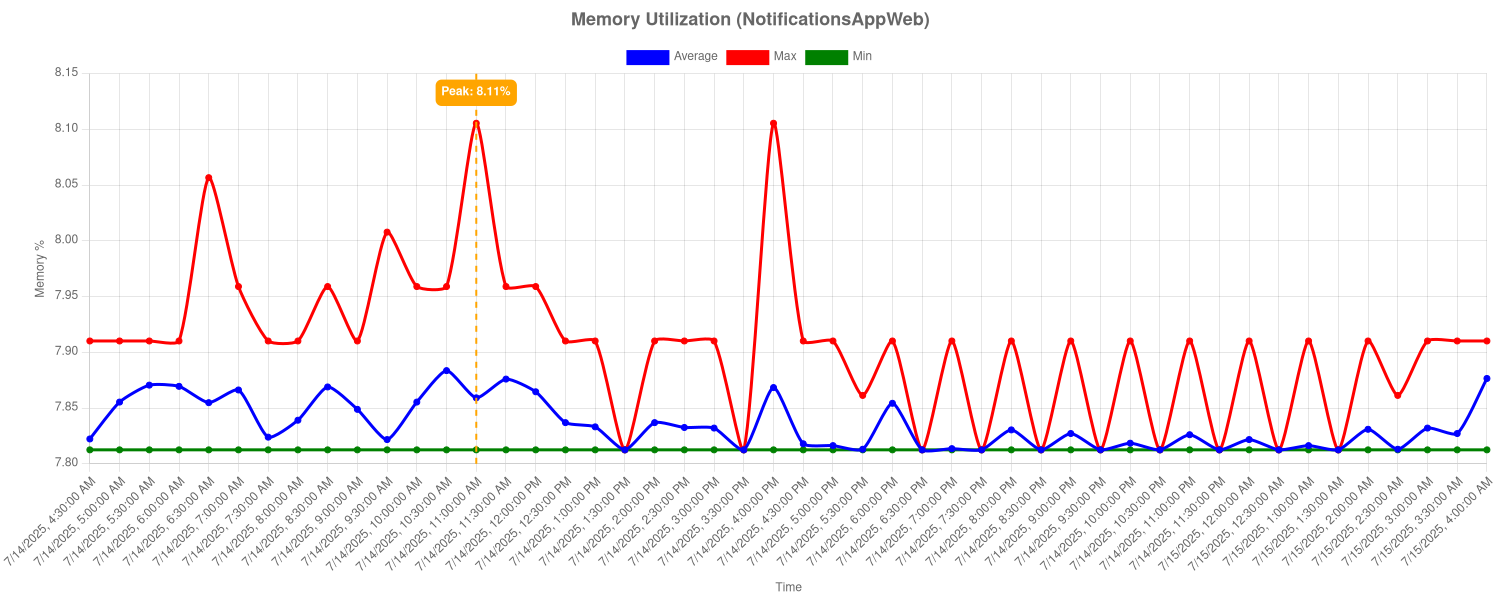 Memory Utilization (NotificationsAppWeb)
Average Max Min
Peak: 8.11%
8.15
8.10
8.05
8.00
7.95
7.90
7.85
7.80
Memory %
7/14/2025, 4:30:00 AM
7/14/2025, 5:00:00 AM
7/14/2025, 5:30:00 AM
7/14/2025, 6:00:00 AM
7/14/2025, 6:30:00 AM
7/14/2025, 7:00:00 AM
7/14/2025, 7:30:00 AM
7/14/2025, 8:00:00 AM
7/14/2025, 8:30:00 AM
7/14/2025, 9:00:00 AM
7/14/2025, 9:30:00 AM
7/14/2025, 10:00:00 AM
7/14/2025, 10:30:00 AM
7/14/2025, 11:00:00 AM
7/14/2025, 11:30:00 AM
7/14/2025, 12:00:00 PM
7/14/2025, 12:30:00 PM
7/14/2025, 1:00:00 PM
7/14/2025, 1:30:00 PM
7/14/2025, 2:00:00 PM
7/14/2025, 2:30:00 PM
7/14/2025, 3:00:00 PM
7/14/2025, 3:30:00 PM
7/14/2025, 4:00:00 PM
7/14/2025, 4:30:00 PM
7/14/2025, 5:00:00 PM
7/14/2025, 5:30:00 PM
7/14/2025, 6:00:00 PM
7/14/2025, 6:30:00 PM
7/14/2025, 7:00:00 PM
7/14/2025, 7:30:00 PM
7/14/2025, 8:00:00 PM
7/14/2025, 8:30:00 PM
7/14/2025, 9:00:00 PM
7/14/2025, 9:30:00 PM
7/14/2025, 10:00:00 PM
7/14/2025, 10:30:00 PM
7/14/2025, 11:00:00 PM
7/14/2025, 11:30:00 PM
7/15/2025, 12:00:00 AM
7/15/2025, 12:30:00 AM
7/15/2025, 1:00:00 AM
7/15/2025, 1:30:00 AM
7/15/2025, 2:00:00 AM
7/15/2025, 2:30:00 AM
7/15/2025, 3:00:00 AM
7/15/2025, 3:30:00 AM
7/15/2025, 4:00:00 AM
Time